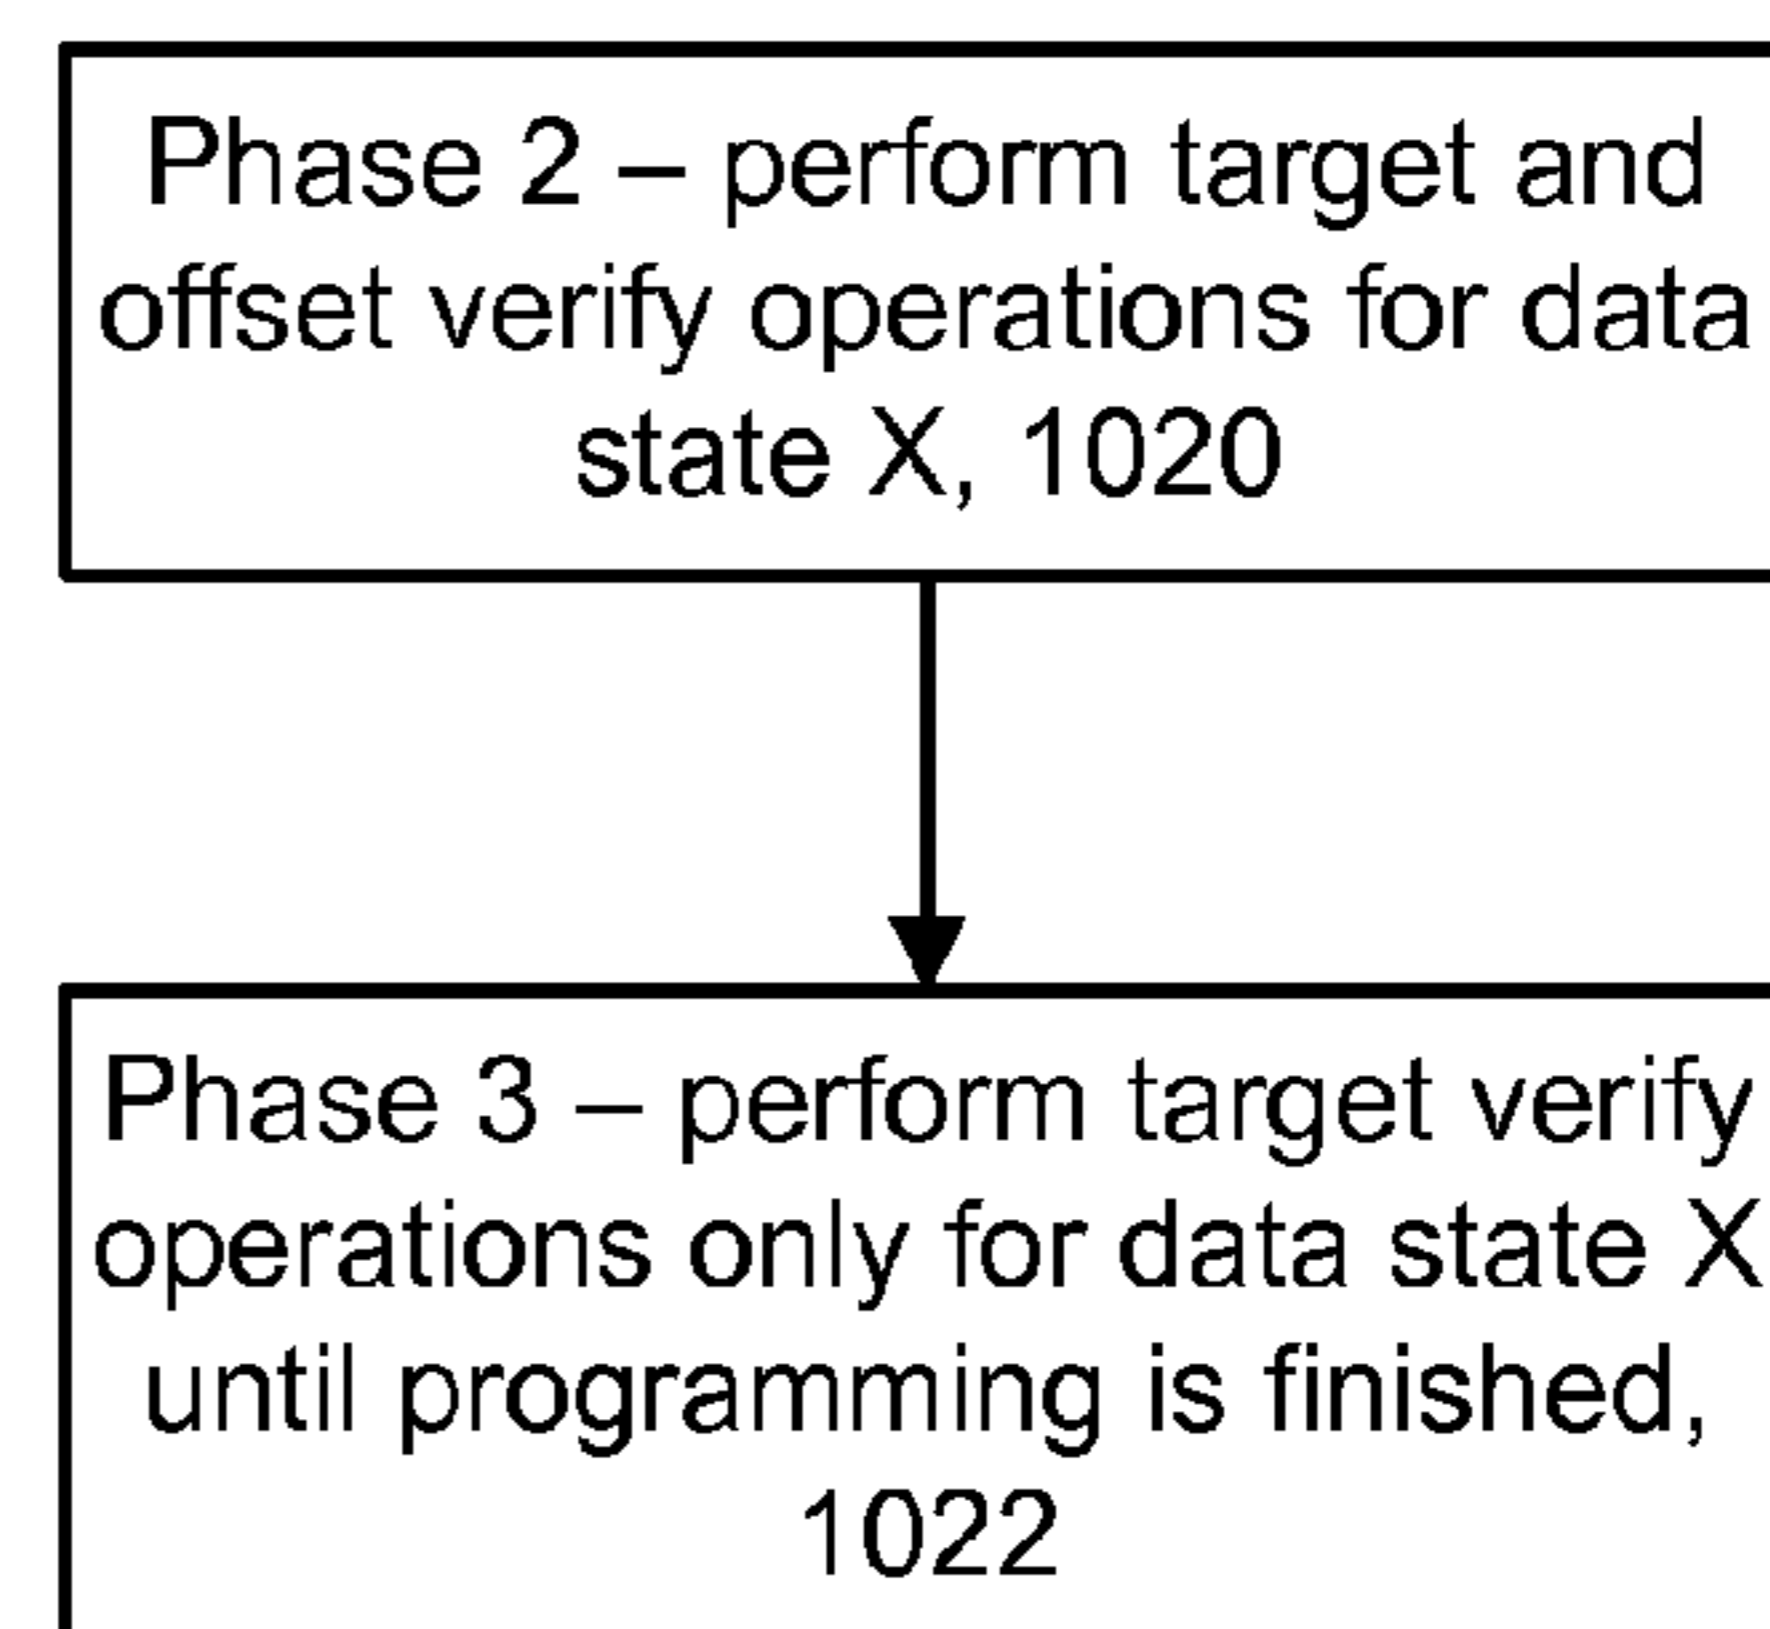 Phase 2 – perform target and
offset verify operations for data
state X, 1020
Phase 3 – perform target verify
operations only for data state X
until programming is finished,
1022